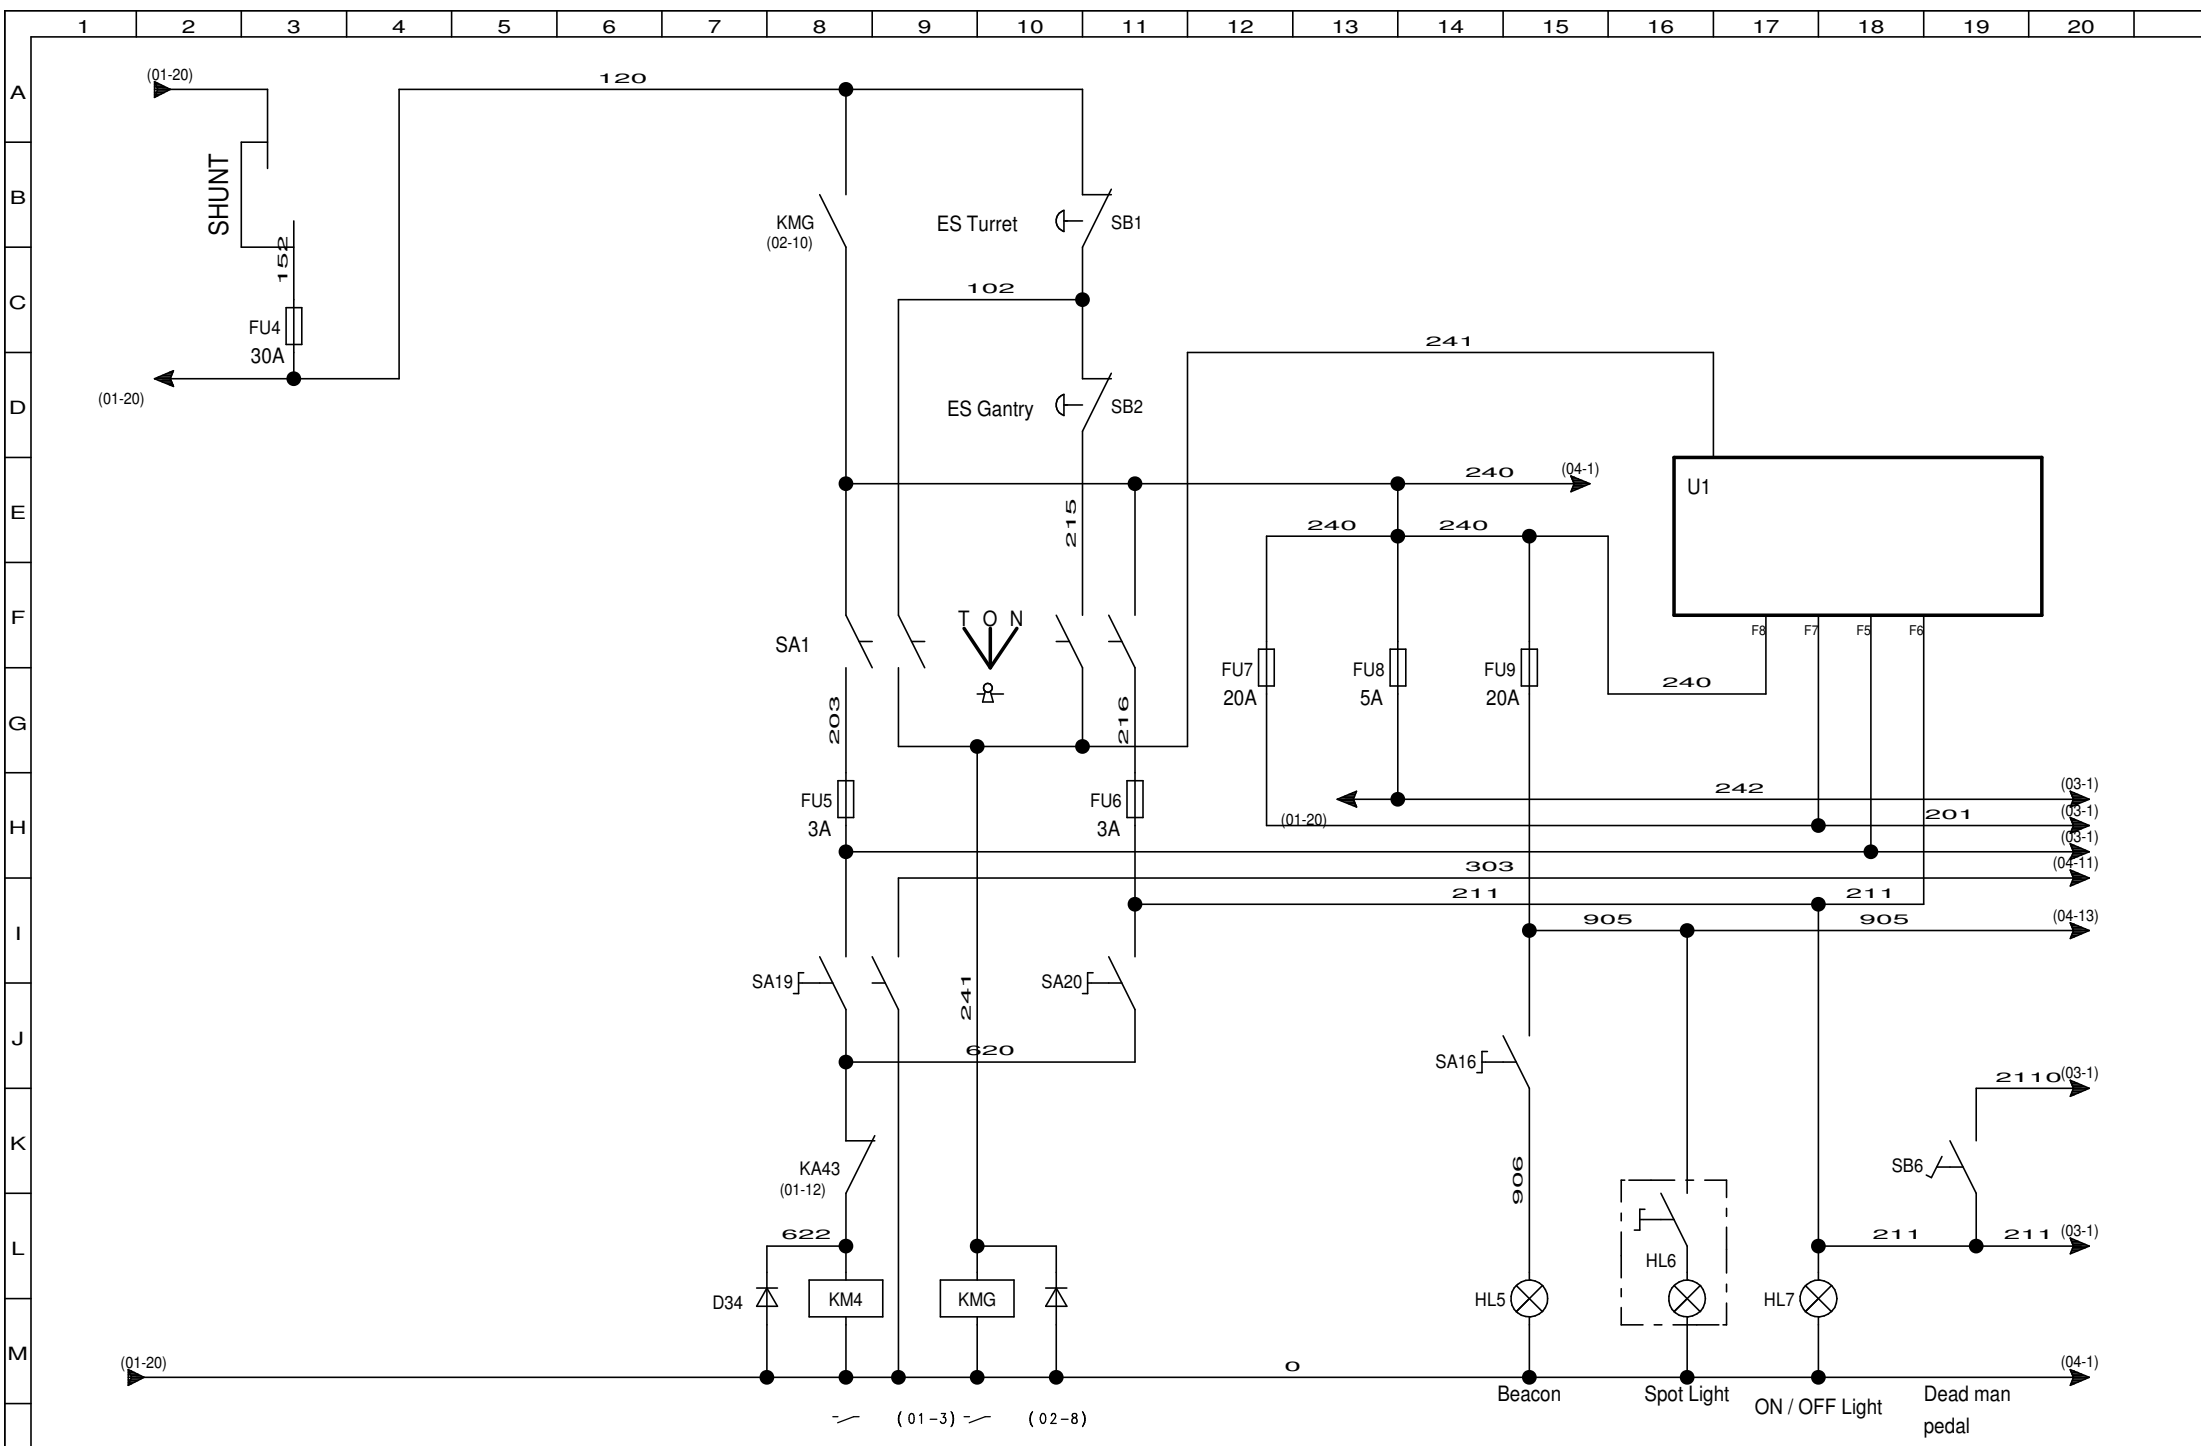 1 2 3 4 5 6 7 8 9 10 11 12 13 14 15 16 17 18 19 20
A
(01-20)
120
B
SHUNT
KMG
(02-10)
ES Turret
SB1
152
C
102
FU4
30A
241
D
(01-20)
ES Gantry
SB2
240
(04-1)
U1
E
215
240
240
F
T O N
SA1
F8
F7
F5
F6
FU7
20A
FU8
5A
FU9
20A
240
G
203
216
242
(03-1)
H
FU5
3A
FU6
3A
(01-20)
201
(03-1)
(03-1)
303
(04-11)
211
211
I
905
905
(04-13)
SA19
241
SA20
J
620
SA16
2110
(03-1)
K
KA43
(01-12)
906
SB6
622
211
211
(03-1)
L
HL6
D34
KM4
KMG
HL5
HL7
M
(01-20)
0
(04-1)
Beacon
Spot Light
ON / OFF Light
Dead man
pedal
(01-3)
(02-8)